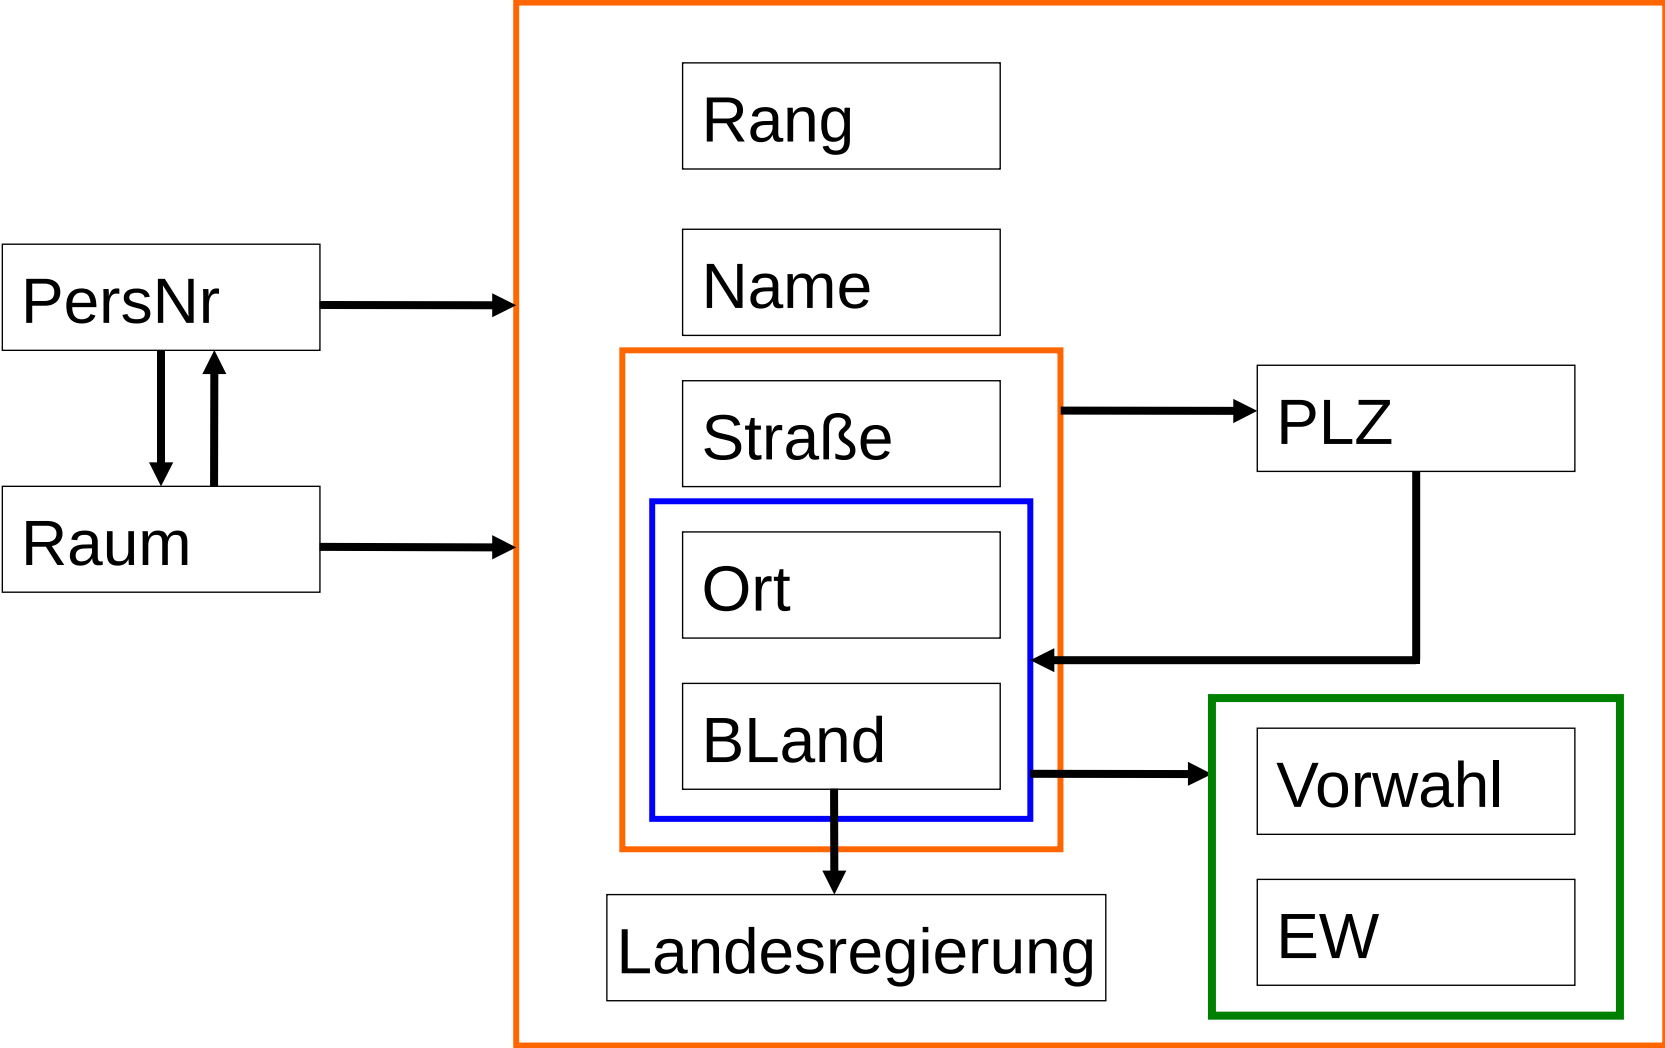 Rang
Name
PersNr
Straße
PLZ
Raum
Ort
BLand
Vorwahl
EW
Landesregierung